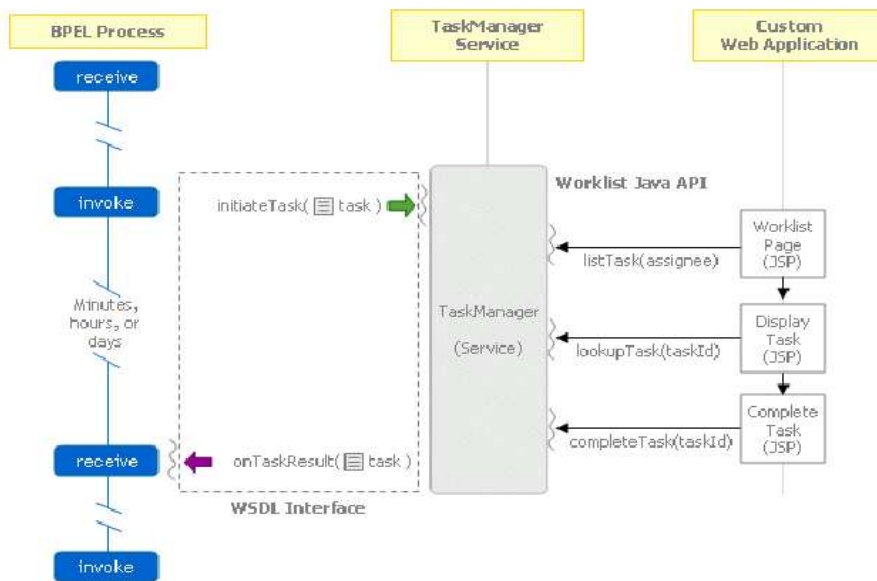 BPEL Process
TaskManager
Service
Custom
Web Application
receive
invoke
initiateTask( task )
Worklist Java API
Worklist
Page
(JSP)
listTask(assignee)
Minutes,
hours, or
days
TaskManager
(Service)
Display
Task
(JSP)
lookupTask(taskId)
Complete
Task
(JSP)
completeTask(taskId)
receive
onTaskResult( task )
WSDL Interface
invoke